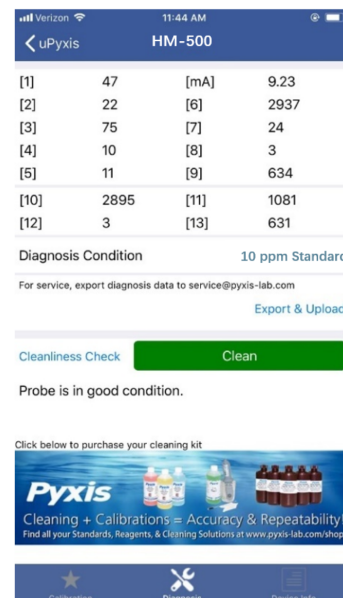 Verizon 11:44 AM
uPyxis HM-500
[1] 47 [mA] 9.23
[2] 22 [6] 2937
[3] 75 [7] 24
[4] 10 [8] 3
[5] 11 [9] 634
[10] 2895 [11] 1081
[12] 3 [13] 631
Diagnosis Condition 10 ppm Standard
For service, export diagnosis data to service@pyxis-lab.com
Export & Upload
Cleanliness Check Clean
Probe is in good condition.
Click below to purchase your cleaning kit
Pyxis
Cleaning + Calibrations = Accuracy & Repeatability!
Find all your Standards, Reagents, & Cleaning Solutions at www.pyxis-lab.com/shop
Calibration Diagnosis Device Info